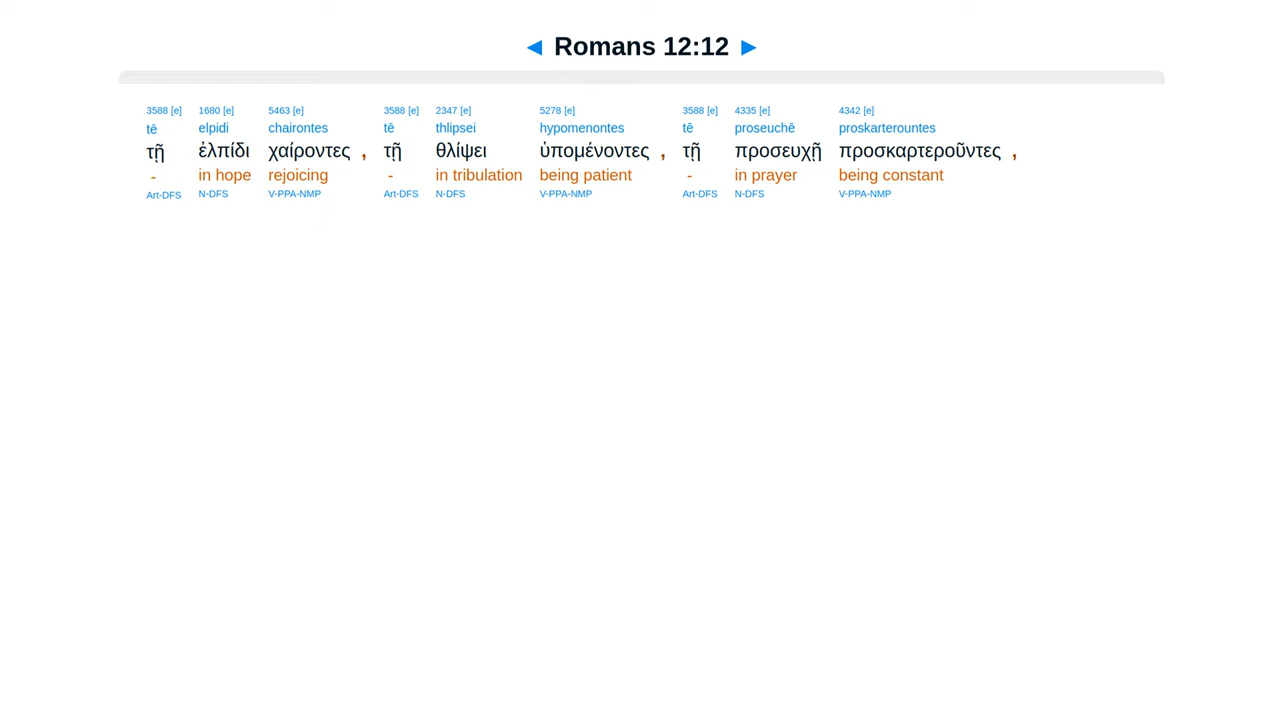 ◄ Romans 12:12 ►
3588 [e] 1680 [e] 5463 [e] 3588 [e] 2347 [e] 5278 [e] 3588 [e] 4335 [e] 4342 [e]
tē elpidi chairontes tē thlipsei hypomenontes tē proseuchē proskarterountes
τῇ ἐλπίδι χαίροντες , τῇ θλίψει ὑπομένοντες , τῇ προσευχῇ προσκαρτεροῦντες ,
- in hope rejoicing - in tribulation being patient - in prayer being constant
Art-DFS N-DFS V-PPA-NMP Art-DFS N-DFS V-PPA-NMP Art-DFS N-DFS V-PPA-NMP